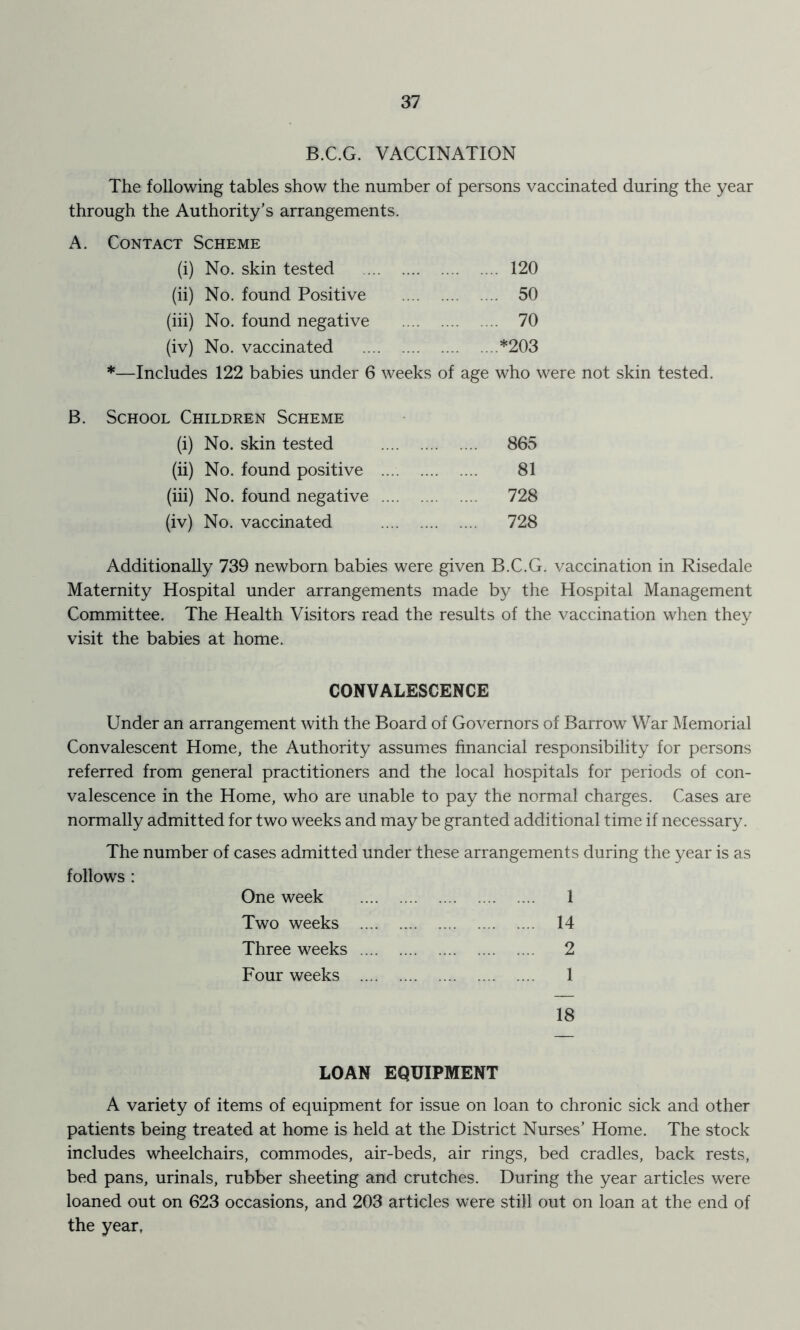 37
B.C.G. VACCINATION
The following tables show the number of persons vaccinated during the year
through the Authority's arrangements.
A. CONTACT SCHEME
(i) No. skin tested .... .... .... .... 120
(ii) No. found Positive .... .... .... 50
(iii) No. found negative .... .... .... 70
(iv) No. vaccinated .... .... .... ....*203
*—Includes 122 babies under 6 weeks of age who were not skin tested.
B. SCHOOL CHILDREN SCHEME
(i) No. skin tested .... .... .... 865
(ii) No. found positive .... .... .... 81
(iii) No. found negative .... .... .... 728
(iv) No. vaccinated .... .... .... 728
Additionally 739 newborn babies were given B.C.G. vaccination in Risedale
Maternity Hospital under arrangements made by the Hospital Management
Committee. The Health Visitors read the results of the vaccination when they
visit the babies at home.
CONVALESCENCE
Under an arrangement with the Board of Governors of Barrow War Memorial
Convalescent Home, the Authority assumes financial responsibility for persons
referred from general practitioners and the local hospitals for periods of con-
valescence in the Home, who are unable to pay the normal charges. Cases are
normally admitted for two weeks and may be granted additional time if necessary.
The number of cases admitted under these arrangements during the year is as
follows :
One week .... .... .... .... .... 1
Two weeks .... .... .... .... .... 14
Three weeks .... .... .... .... .... 2
Four weeks .... .... .... .... .... 1
18
LOAN EQUIPMENT
A variety of items of equipment for issue on loan to chronic sick and other
patients being treated at home is held at the District Nurses' Home. The stock
includes wheelchairs, commodes, air-beds, air rings, bed cradles, back rests,
bed pans, urinals, rubber sheeting and crutches. During the year articles were
loaned out on 623 occasions, and 203 articles were still out on loan at the end of
the year,